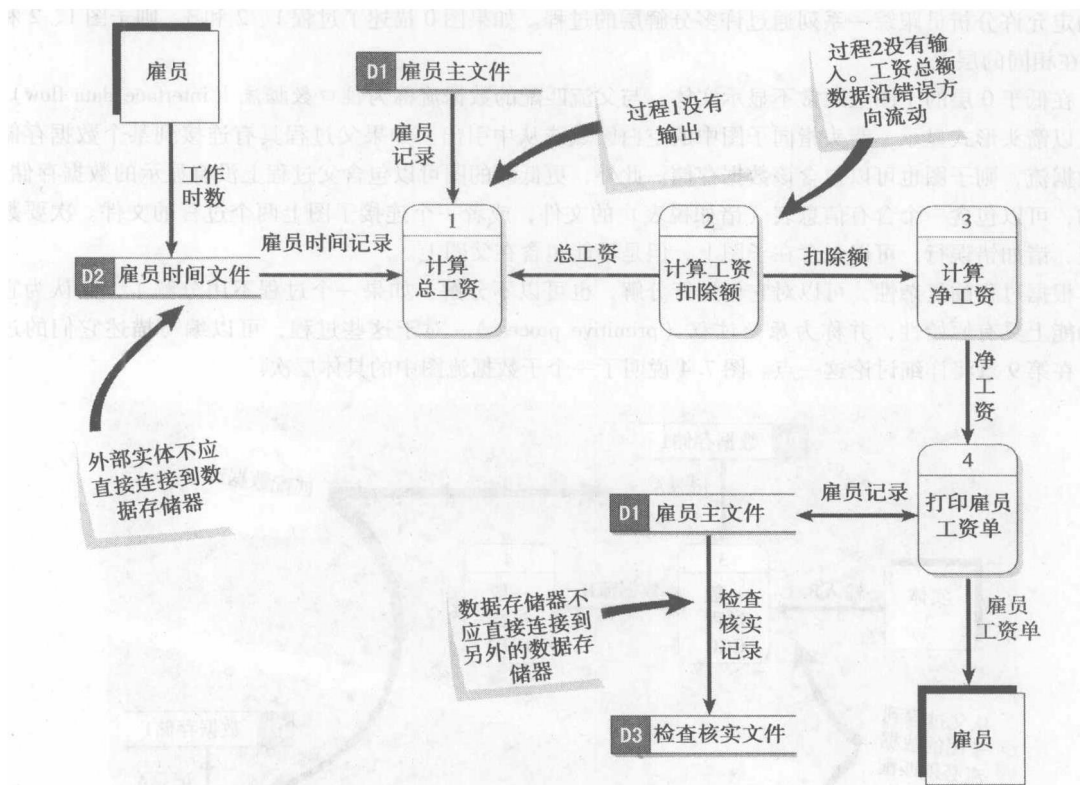 雇员
D1 雇员主文件
过程2没有输
入。工资总额
数据沿错误方
向流动
过程1没有
输出
雇员
记录
工作
时数
1
计算
总工资
2
计算工资
扣除额
3
计算
净工资
雇员时间记录
总工资
扣除额
D2 雇员时间文件
净
工
资
外部实体不应
直接连接到数
据存储器
4
打印雇员
工资单
雇员记录
D1 雇员主文件
数据存储器不
应直接连接到
另外的数据存
储器
检查
核实
记录
雇员
工资单
D3 检查核实文件
雇员